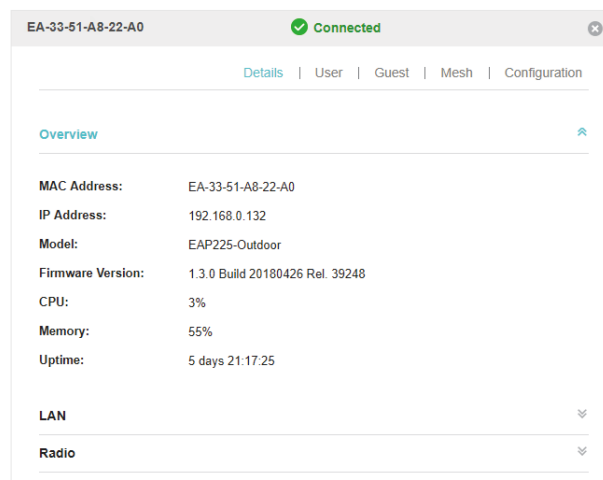 EA-33-51-A8-22-A0 Connected
Details | User | Guest | Mesh | Configuration
Overview
MAC Address: EA-33-51-A8-22-A0
IP Address: 192.168.0.132
Model: EAP225-Outdoor
Firmware Version: 1.3.0 Build 20180426 Rel. 39248
CPU: 3%
Memory: 55%
Uptime: 5 days 21:17:25
LAN
Radio